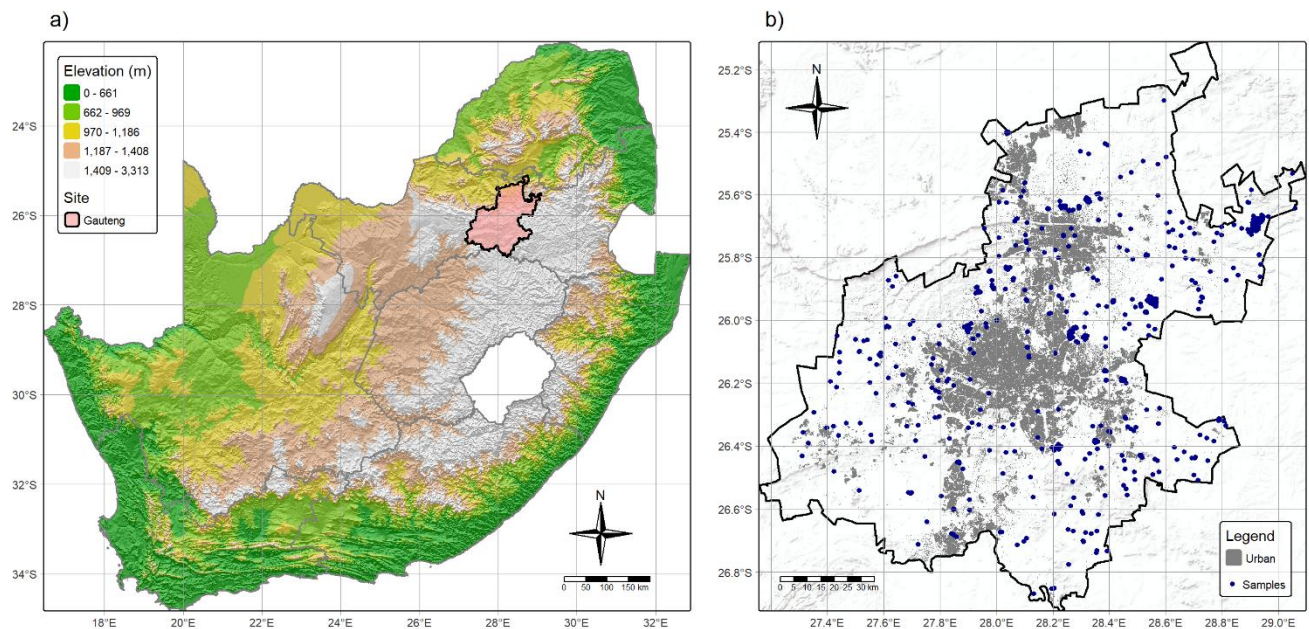 a)
Elevation (m)
0 - 661
662 - 969
970 - 1,186
1,187 - 1,408
1,409 - 3,313
Site
Gauteng
24°S
26°S
28°S
30°S
32°S
34°S
N
0 50 100 150 km
18°E 20°E 22°E 24°E 26°E 28°E 30°E 32°E
b)
N
25.2°S
25.4°S
25.6°S
25.8°S
26.0°S
26.2°S
26.4°S
26.6°S
26.8°S
Legend
Urban
Samples
0 5 10 15 20 25 30 km
27.4°E 27.6°E 27.8°E 28.0°E 28.2°E 28.4°E 28.6°E 28.8°E 29.0°E